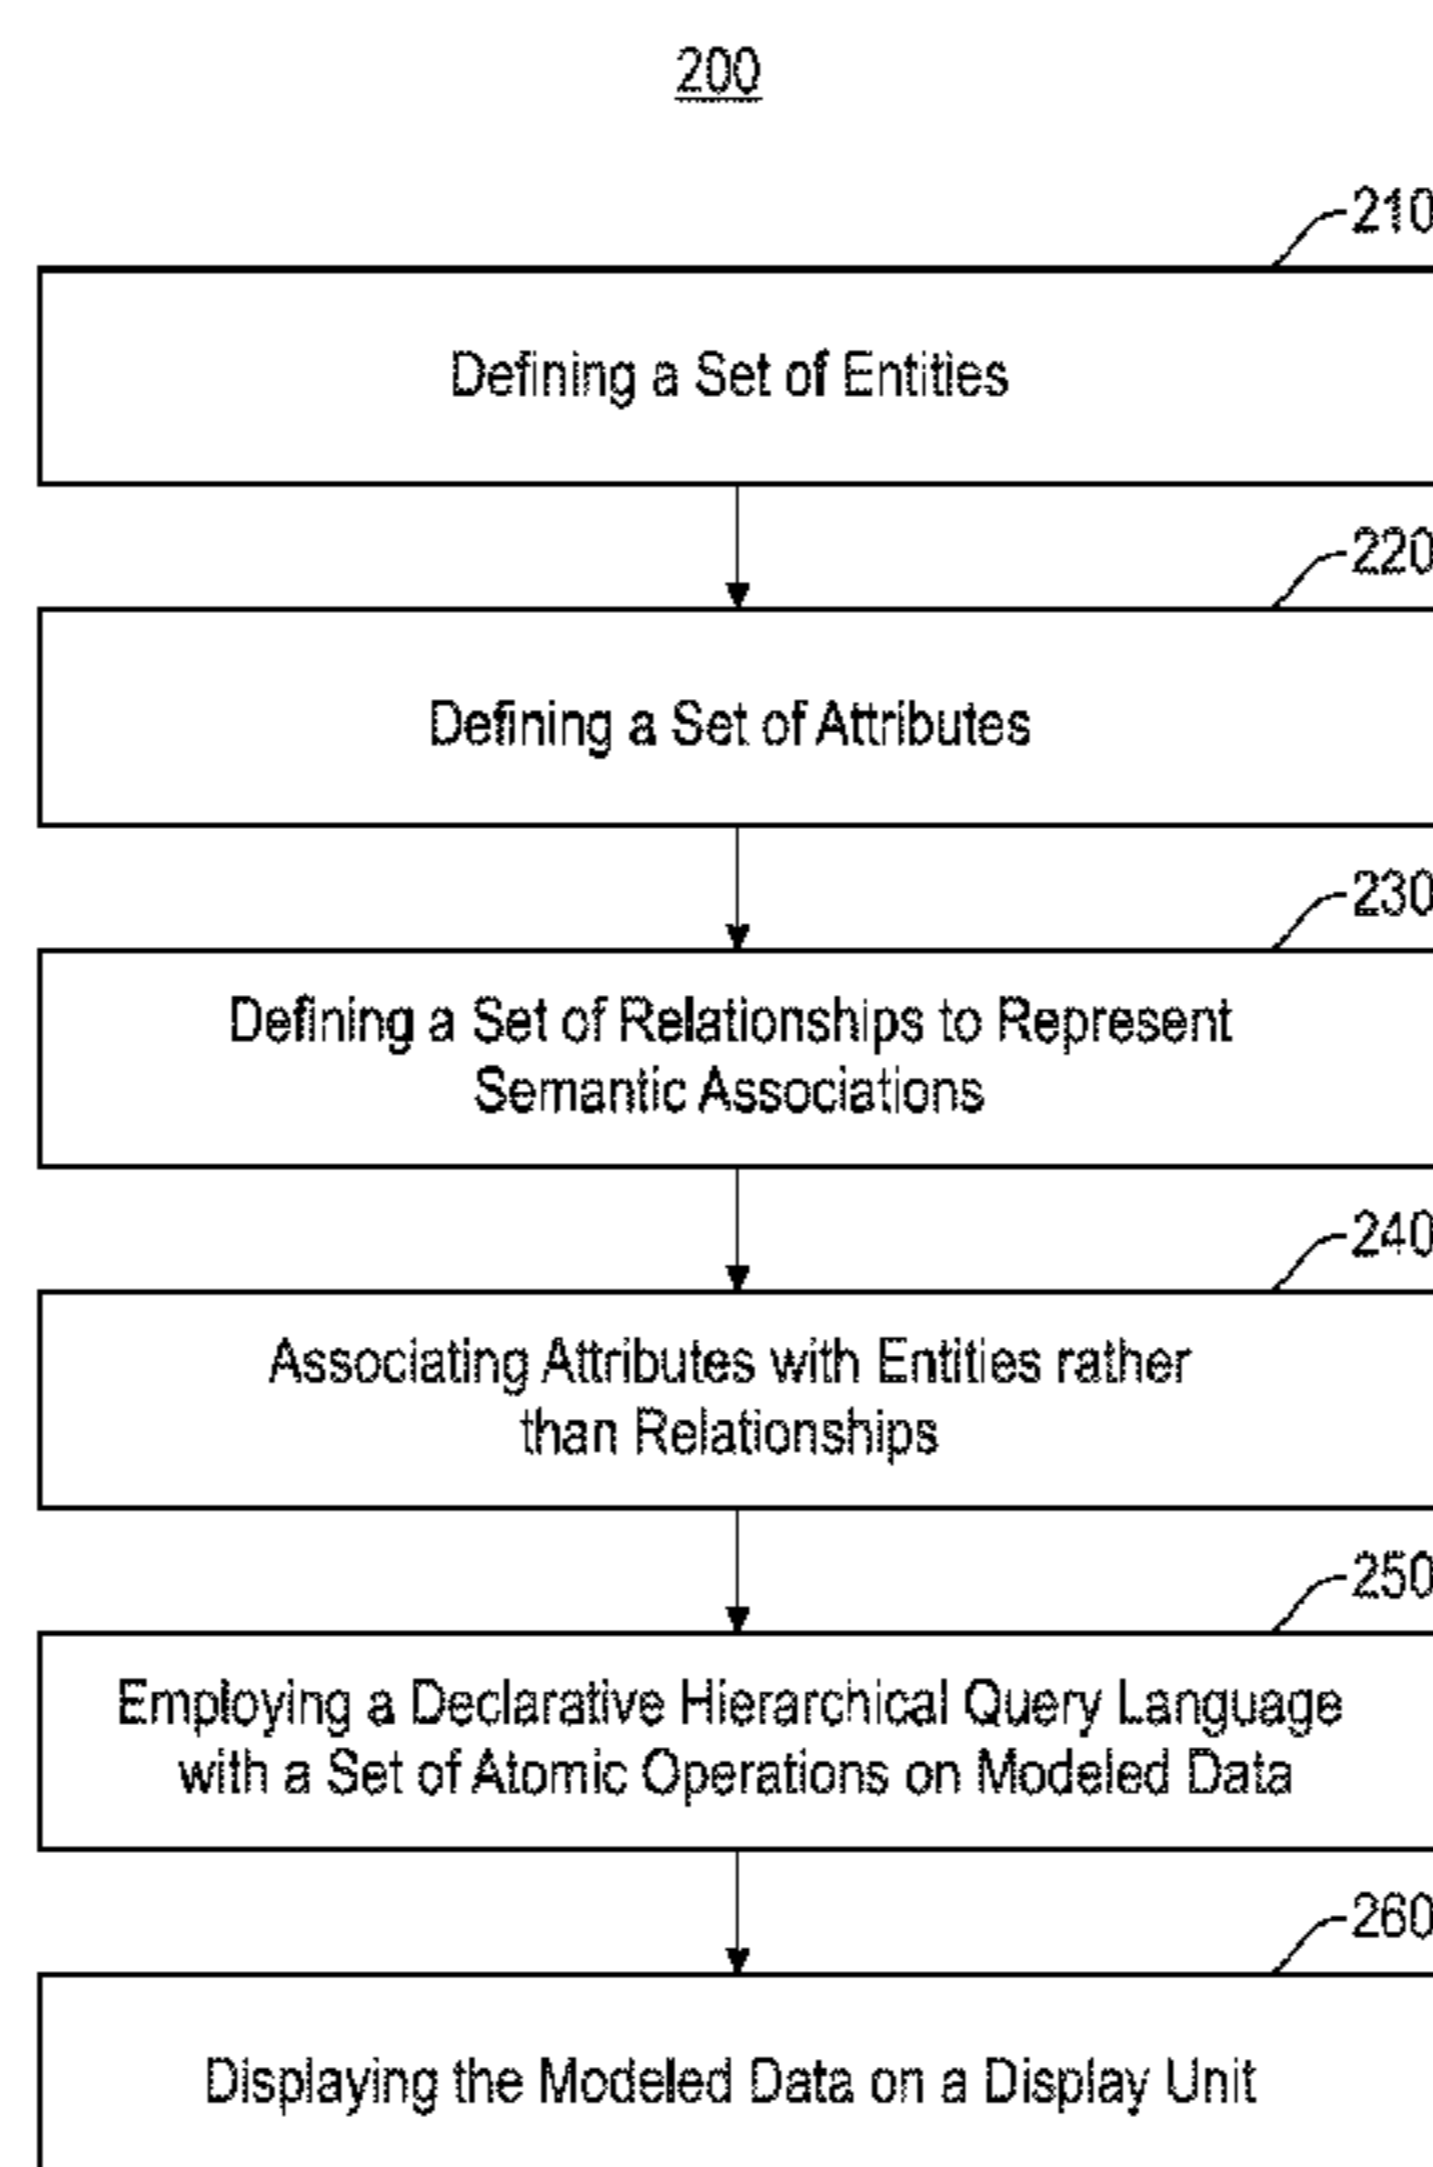 200
210
Defining a Set of Entities
220
Defining a Set of Attributes
230
Defining a Set of Relationships to Represent
Semantic Associations
240
Associating Attributes with Entities rather
than Relationships
250
Employing a Declarative Hierarchical Query Language
with a Set of Atomic Operations on Modeled Data
260
Displaying the Modeled Data on a Display Unit